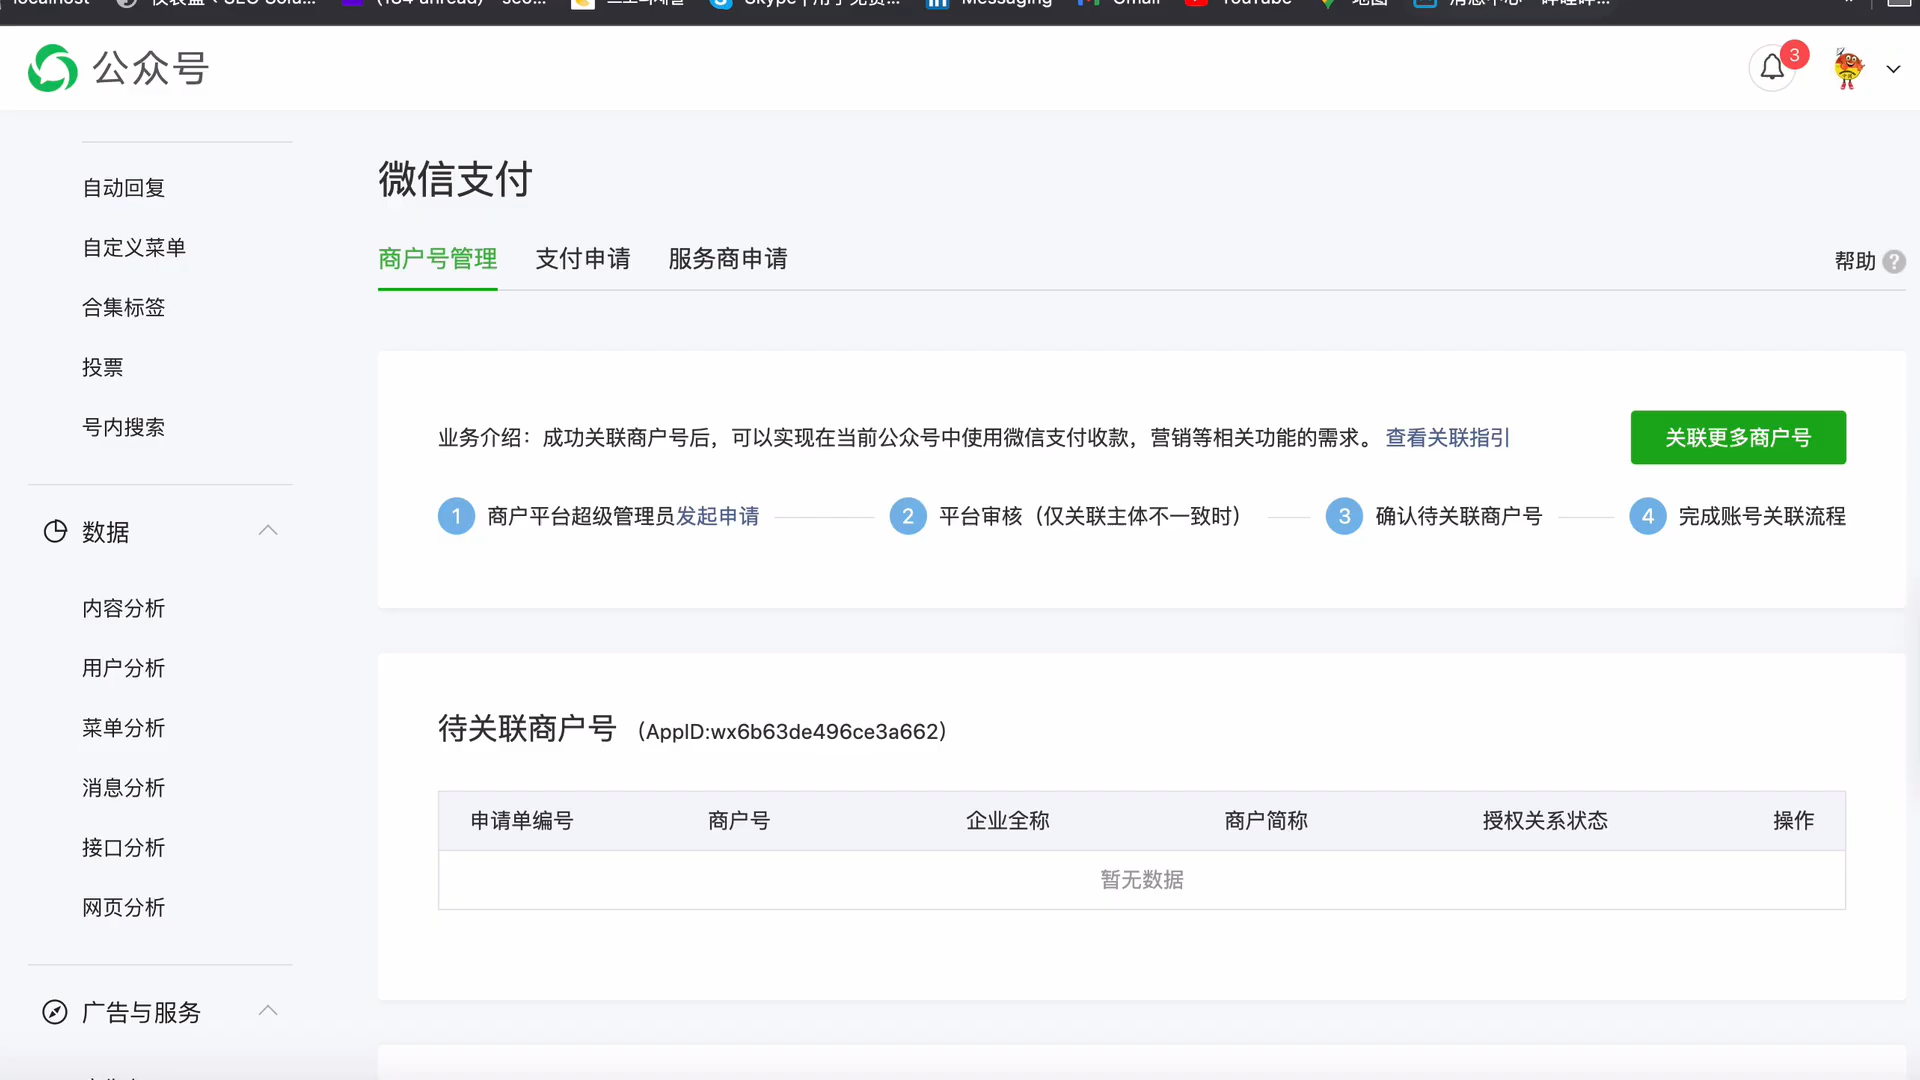 公众号
3
自动回复
自定义菜单
合集标签
投票
号内搜索
数据
内容分析
用户分析
菜单分析
消息分析
接口分析
网页分析
广告与服务
微信支付
商户号管理 支付申请 服务商申请
帮助 ?
业务介绍：成功关联商户号后，可以实现在当前公众号中使用微信支付收款，营销等相关功能的需求。 查看关联指引
关联更多商户号
1 商户平台超级管理员发起申请 2 平台审核（仅关联主体不一致时） 3 确认待关联商户号 4 完成账号关联流程
待关联商户号 （AppID:wx6b63de496ce3a662）
申请单编号 商户号 企业全称 商户简称 授权关系状态 操作
暂无数据